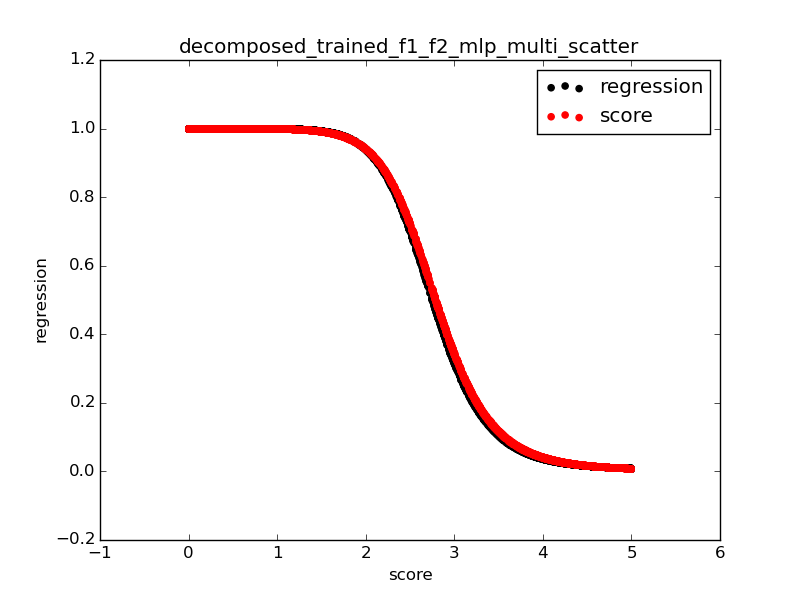 decomposed_trained_f1_f2_mlp_multi_scatter
regression
score
1.2
1.0
0.8
0.6
0.4
0.2
0.0
−0.2
regression
−1 0 1 2 3 4 5 6
score